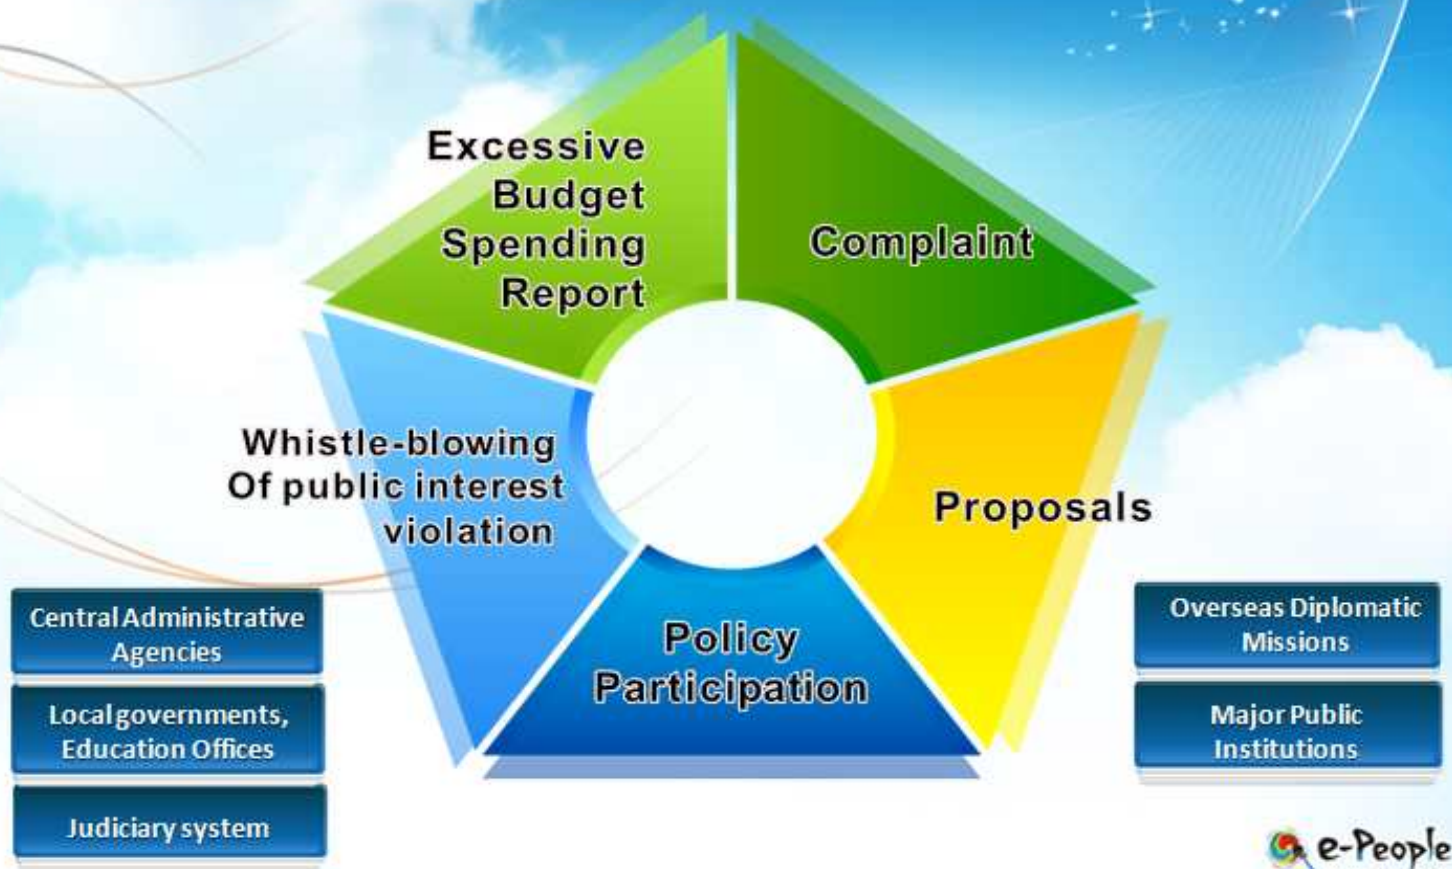 Excessive
Budget
Spending
Report
Complaint
Whistle-blowing
Of public interest
violation
Proposals
Policy
Participation
Central Administrative
Agencies
Local governments,
Education Offices
Judiciary system
Overseas Diplomatic
Missions
Major Public
Institutions
e-People